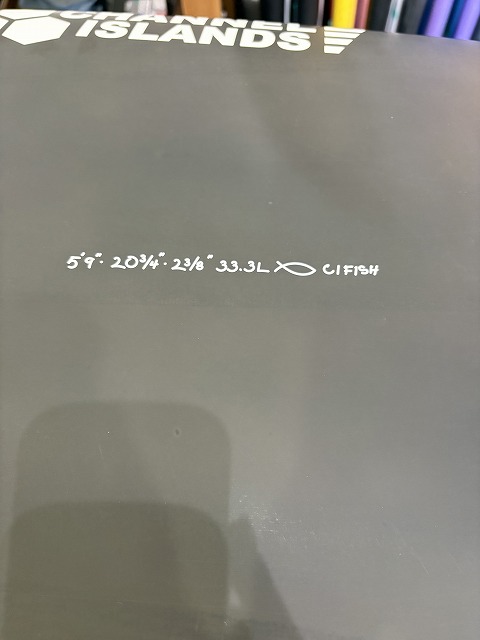 CHANNEL
ISLANDS
5'9" · 20 3/4" · 2 3/8" 33.3L CI FISH